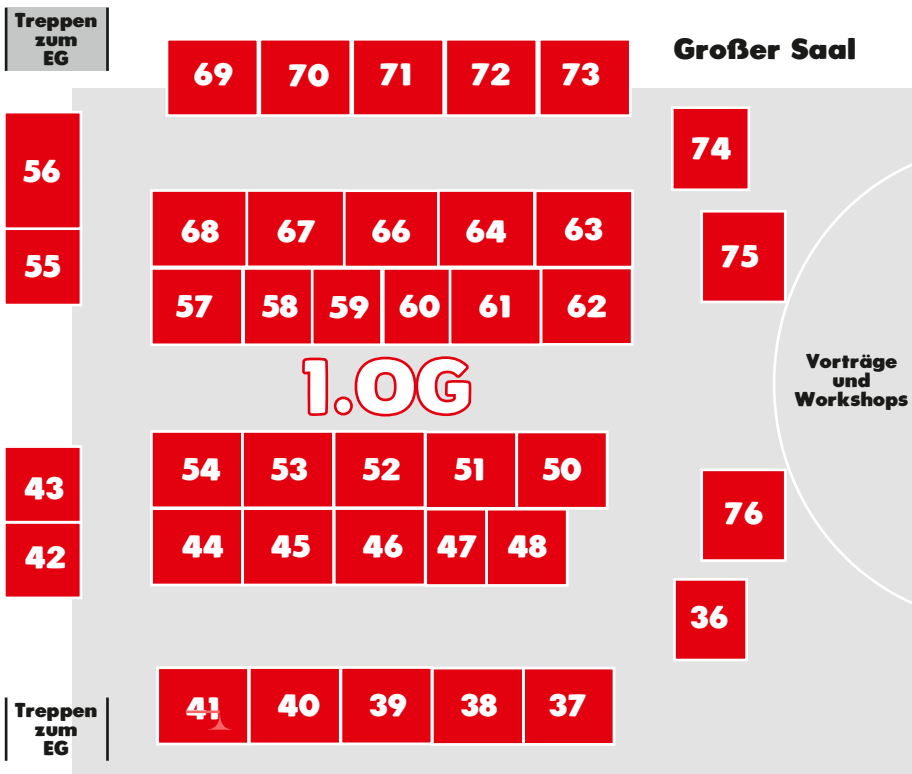 Treppen
zum
EG
Großer Saal
69 70 71 72 73
74
56
68 67 66 64 63
75
55
57 58 59 60 61 62
1.OG
Vorträge
und
Workshops
54 53 52 51 50
43
44 45 46 47 48
76
42
36
41 40 39 38 37
Treppen
zum
EG